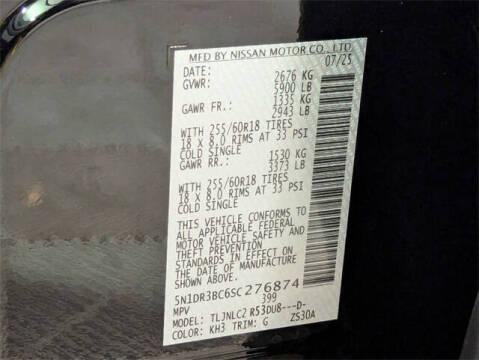 MFD BY NISSAN MOTOR CO., LTD
DATE: 07/25
GVWR: 2676 KG
5900 LB
GAWR FR.: 1335 KG
2943 LB
WITH 255/60R18 TIRES
18 X 8.0 RIMS AT 33 PSI
COLD SINGLE
GAWR RR.: 1530 KG
3373 LB
WITH 255/60R18 TIRES
18 X 8.0 RIMS AT 33 PSI
COLD SINGLE
THIS VEHICLE CONFORMS TO
ALL APPLICABLE FEDERAL
MOTOR VEHICLE SAFETY AND
THEFT PREVENTION
STANDARDS IN EFFECT ON
THE DATE OF MANUFACTURE
5N1DR3BC6SC276874
MPV 399
MODEL: TLJNLC2 R53DU8---D-
COLOR: KH3 TRIM: G ZS30A